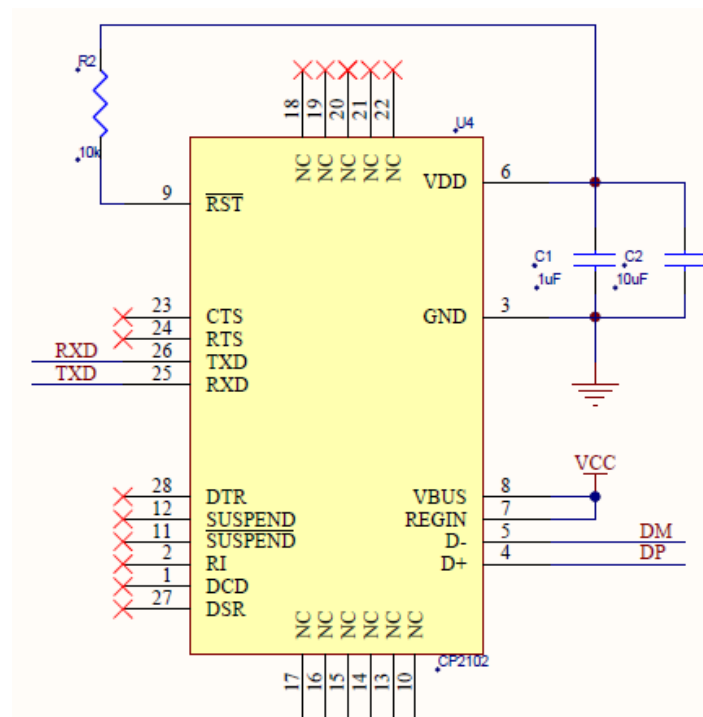 R2
10k
18 19 20 21 22
NC NC NC NC NC
U4
9 RST
VDD 6
C1 C2
1uF 10uF
23 CTS
GND 3
24 RTS
RXD 26 TXD
TXD 25 RXD
VCC
28 DTR
VBUS 8
12 SUSPEND
REGIN 7
11 SUSPEND
D- 5 DM
2 RI
D+ 4 DP
1 DCD
27 DSR
NC NC NC NC NC NC
CP2102
17 16 15 14 13 10